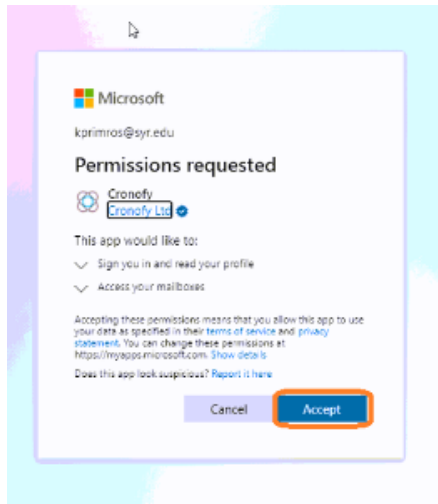 Microsoft
kprimros@syr.edu
Permissions requested
Cronofy
Cronofy Ltd
This app would like to:
Sign you in and read your profile
Access your mailboxes
Accepting these permissions means that you allow this app to use
your data as specified in their terms of service and privacy
statement. You can change these permissions at
https://myapps.microsoft.com. Show details
Does this app look suspicious? Report it here
Cancel
Accept